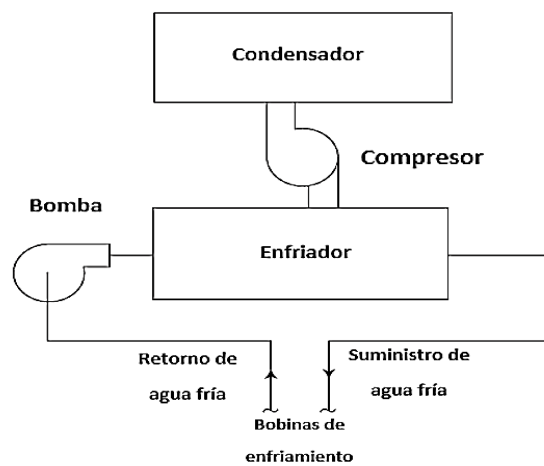 Condensador
Compresor
Bomba
Enfriador
Retorno de
agua fría
Suministro de
agua fría
Bobinas de
enfriamiento